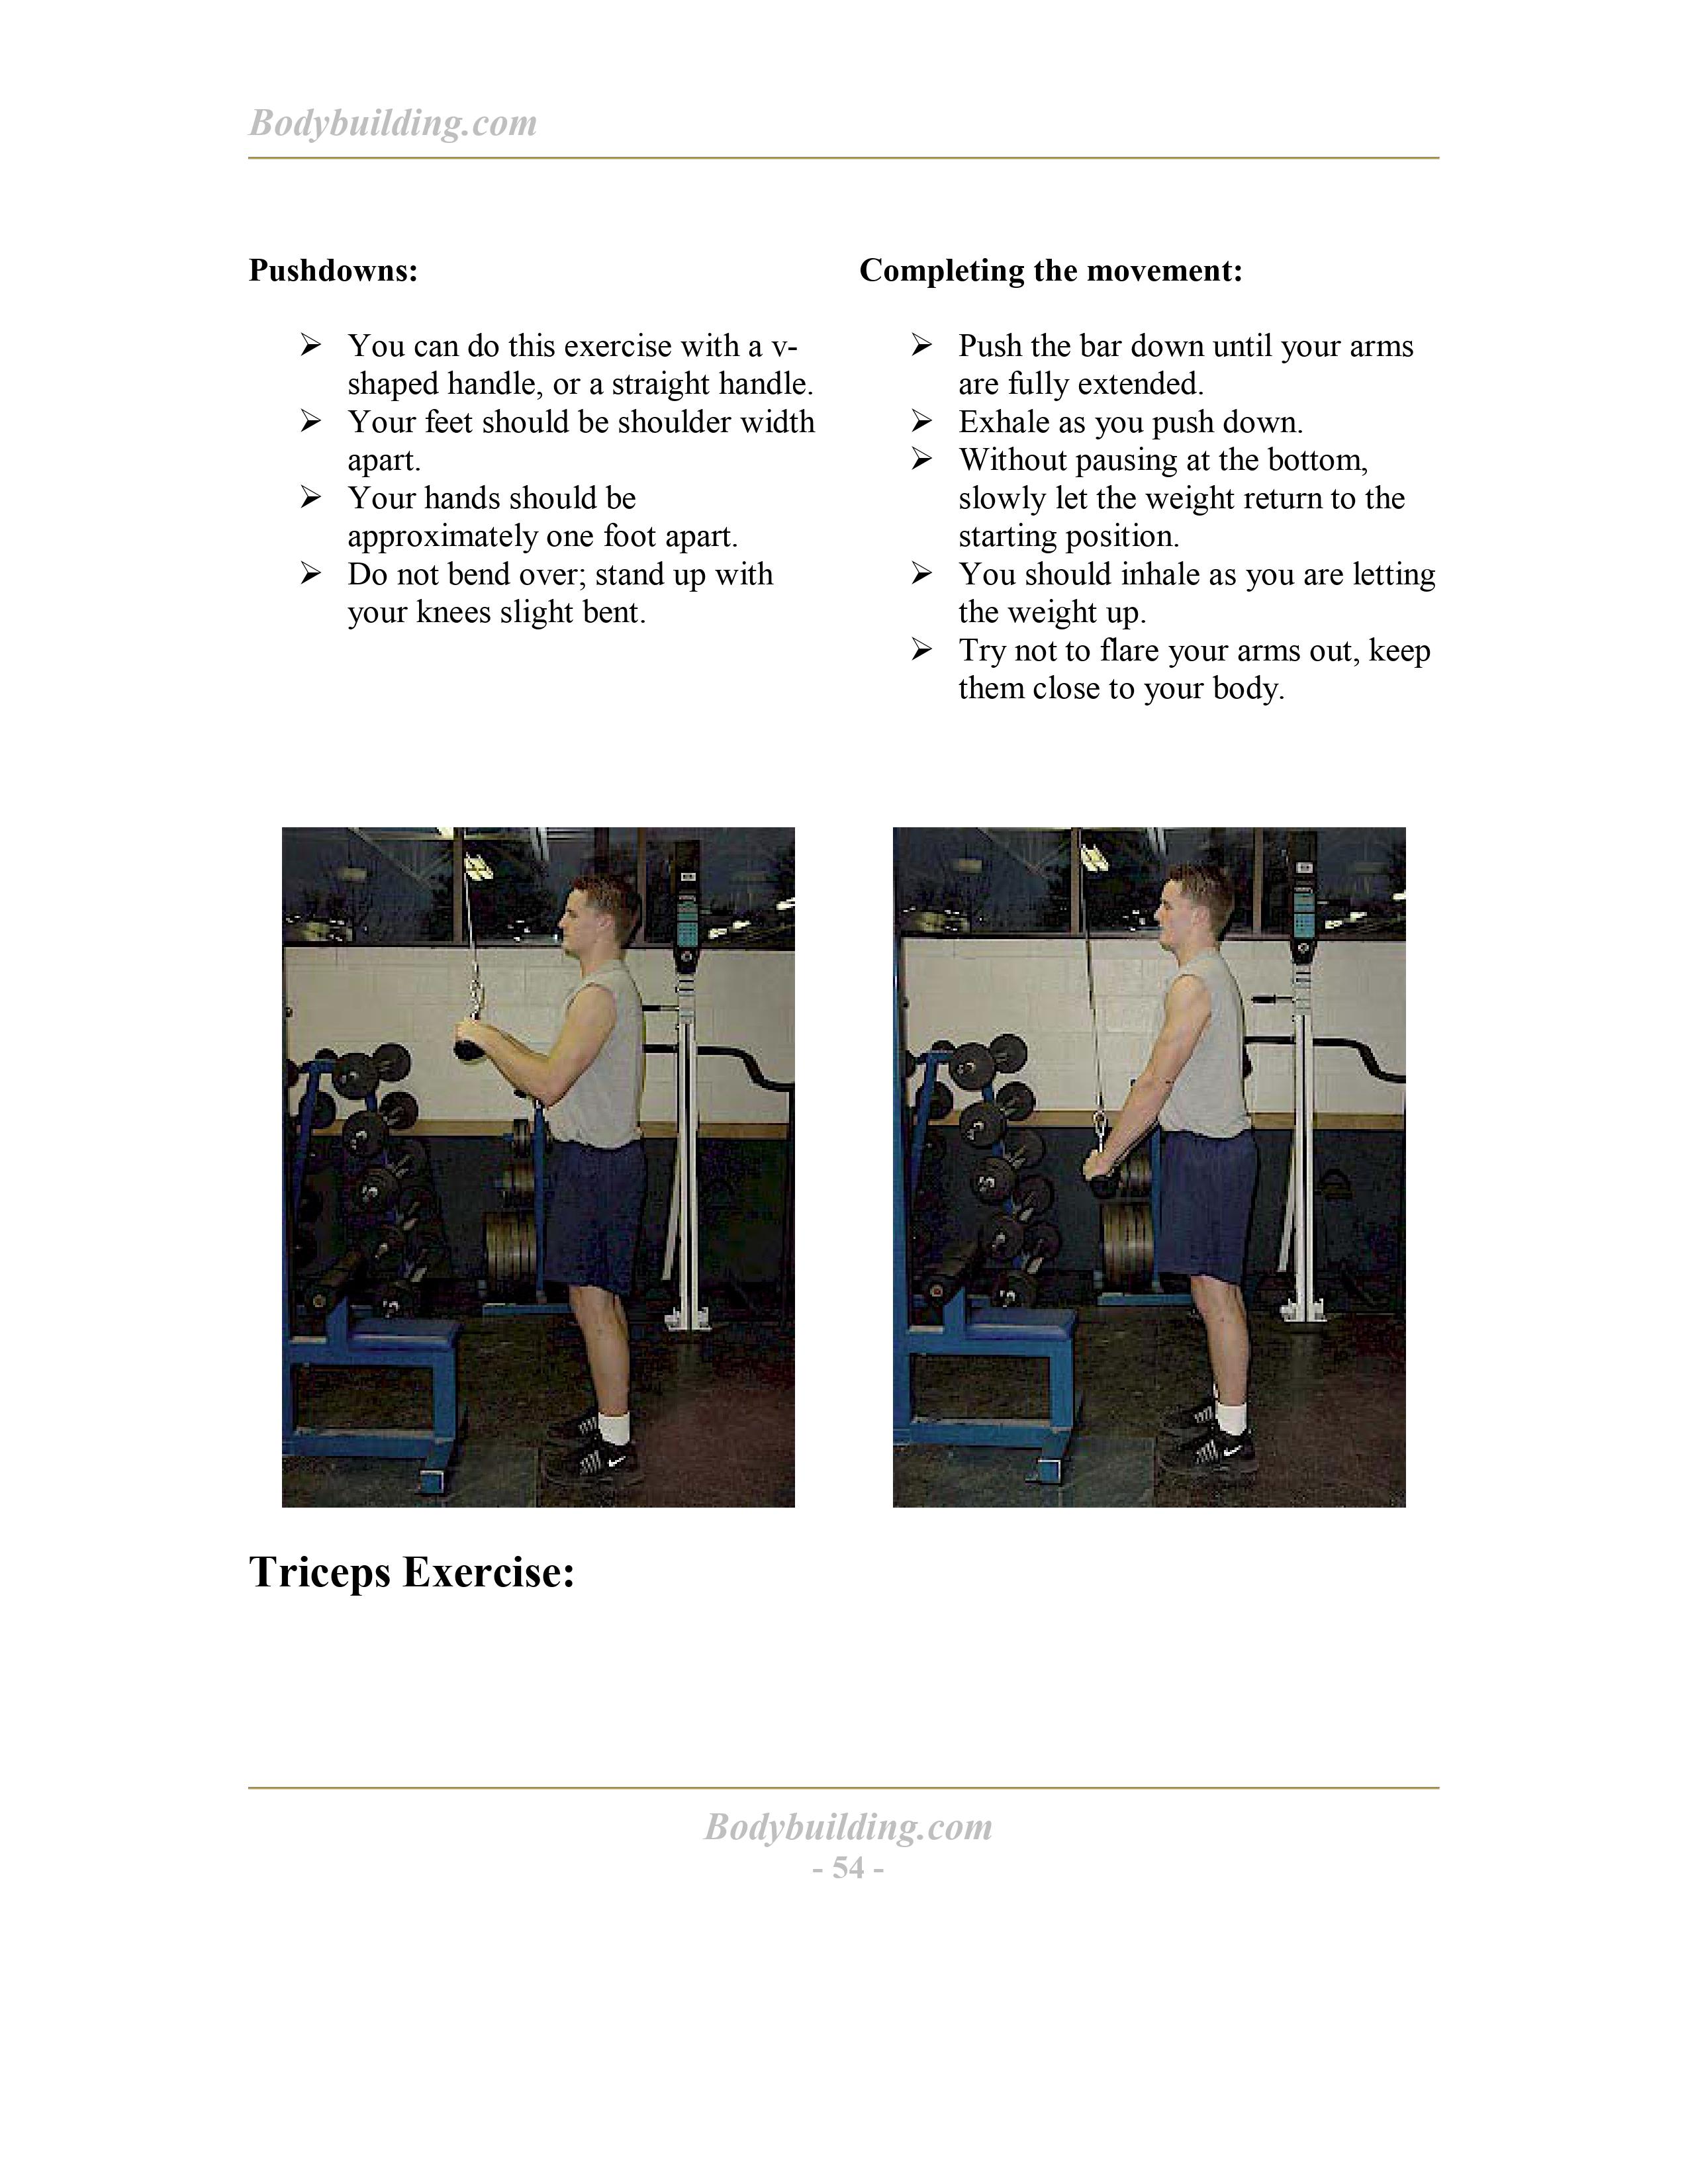 Bodybuilding.com
Pushdowns:
➢ You can do this exercise with a v-
shaped handle, or a straight handle.
➢ Your feet should be shoulder width
apart.
➢ Your hands should be
approximately one foot apart.
➢ Do not bend over; stand up with
your knees slight bent.
Completing the movement:
➢ Push the bar down until your arms
are fully extended.
➢ Exhale as you push down.
➢ Without pausing at the bottom,
slowly let the weight return to the
starting position.
➢ You should inhale as you are letting
the weight up.
➢ Try not to flare your arms out, keep
them close to your body.
Triceps Exercise:
Bodybuilding.com
- 54 -